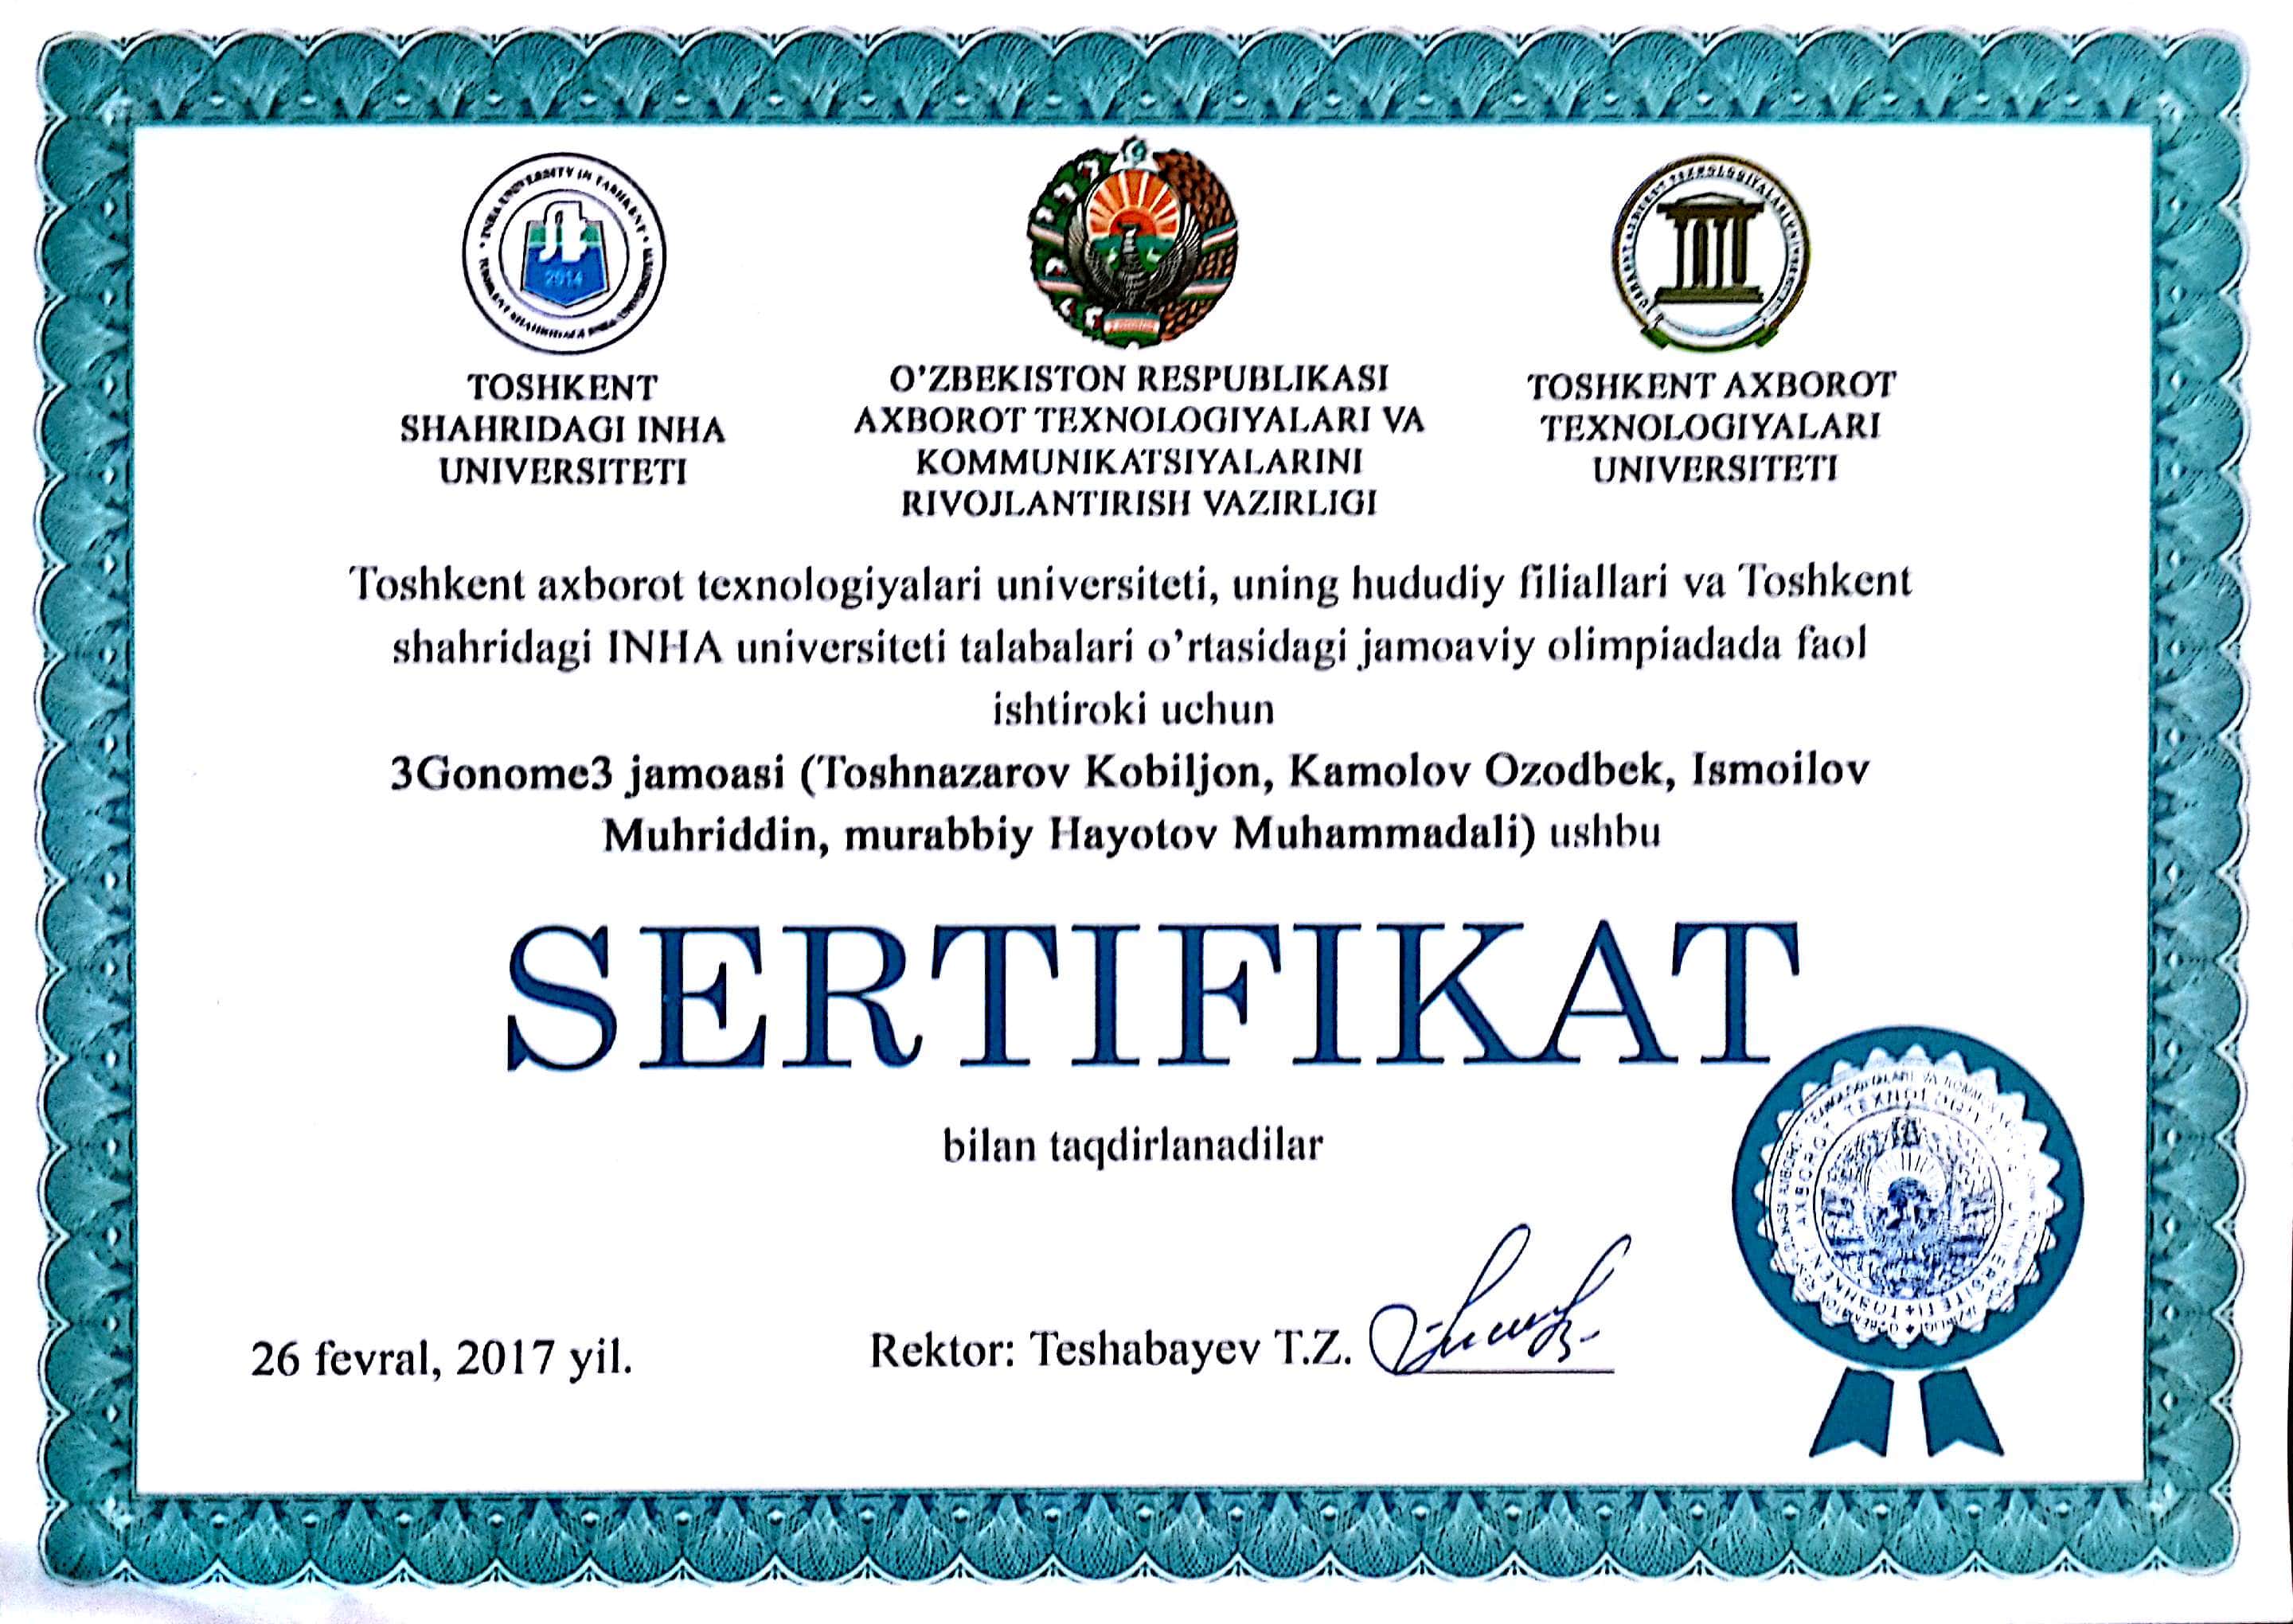 INHA UNIVERSITY IN TASHKENT
2014
TOSHKENT
SHAHRIDAGI INHA
UNIVERSITETI
O'ZBEKISTON RESPUBLIKASI
AXBOROT TEXNOLOGIYALARI VA
KOMMUNIKATSIYALARINI
RIVOJLANTIRISH VAZIRLIGI
TOSHKENT AXBOROT
TEXNOLOGIYALARI
UNIVERSITETI
Toshkent axborot texnologiyalari universiteti, uning hududiy filiallari va Toshkent
shahridagi INHA universiteti talabalari o'rtasidagi jamoaviy olimpiadada faol
ishtiroki uchun
3Gonome3 jamoasi (Toshnazarov Kobiljon, Kamolov Ozodbek, Ismoilov
Muhriddin, murabbiy Hayotov Muhammadali) ushbu
SERTIFIKAT
bilan taqdirlanadilar
26 fevral, 2017 yil.
Rektor: Teshabayev T.Z.